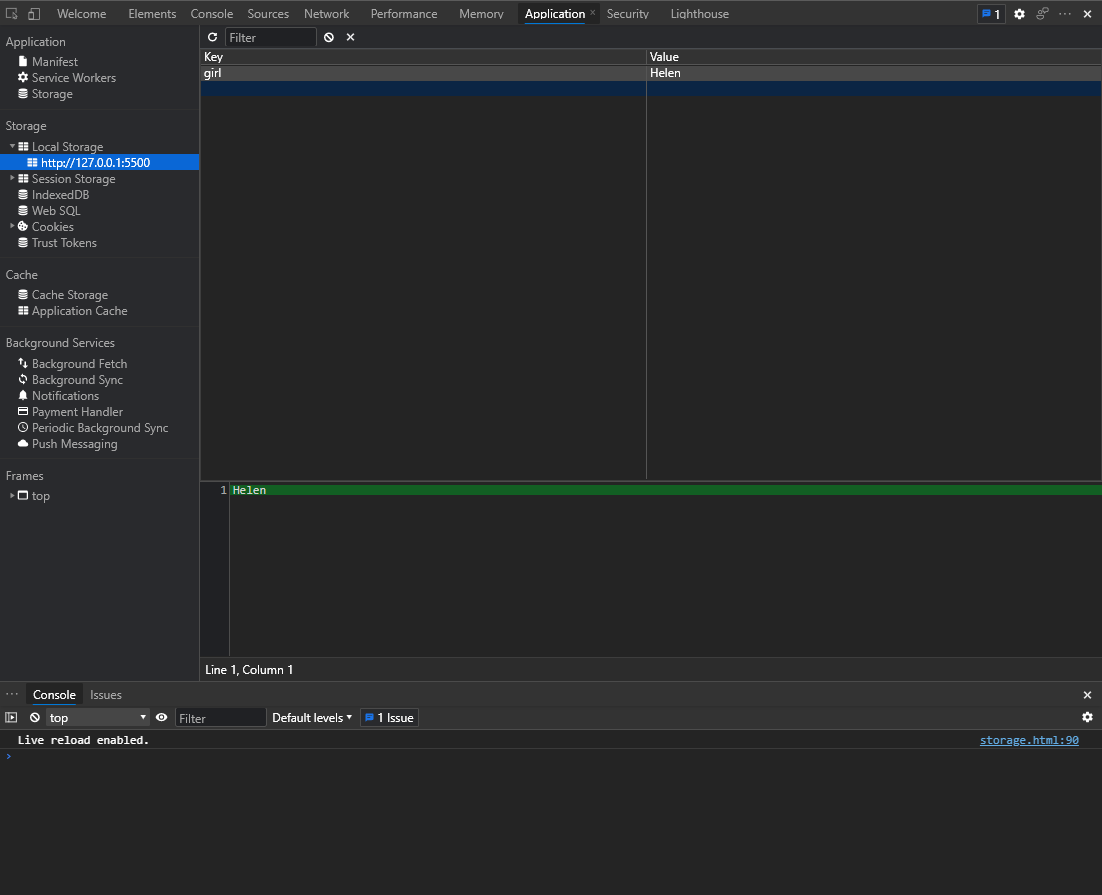 Welcome Elements Console Sources Network Performance Memory Application × Security Lighthouse 1 ··· ×
Application
Manifest
Service Workers
Storage
Storage
Local Storage
http://127.0.0.1:5500
Session Storage
IndexedDB
Web SQL
Cookies
Trust Tokens
Cache
Cache Storage
Application Cache
Background Services
Background Fetch
Background Sync
Notifications
Payment Handler
Periodic Background Sync
Push Messaging
Frames
top
Filter
Key Value
girl Helen
1 Helen
Line 1, Column 1
Console Issues
top Filter Default levels 1 Issue
Live reload enabled. storage.html:90
>